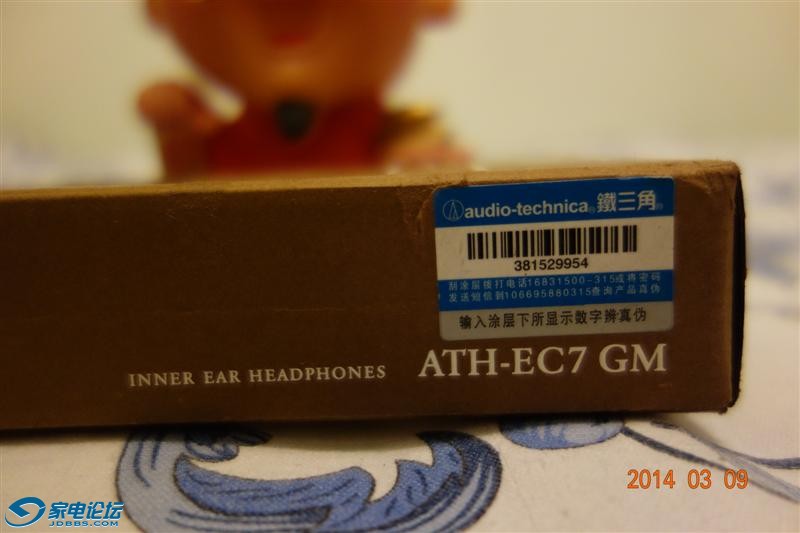 audio-technica® 鐵三角®
381529954
刮涂层拨打电话16831500-315或将密码
发送短信到106695880315查询产品真伪
输入涂层下所显示数字辨真伪
INNER EAR HEADPHONES
ATH-EC7 GM
2014 03 09
家电论坛
JDBBS.COM